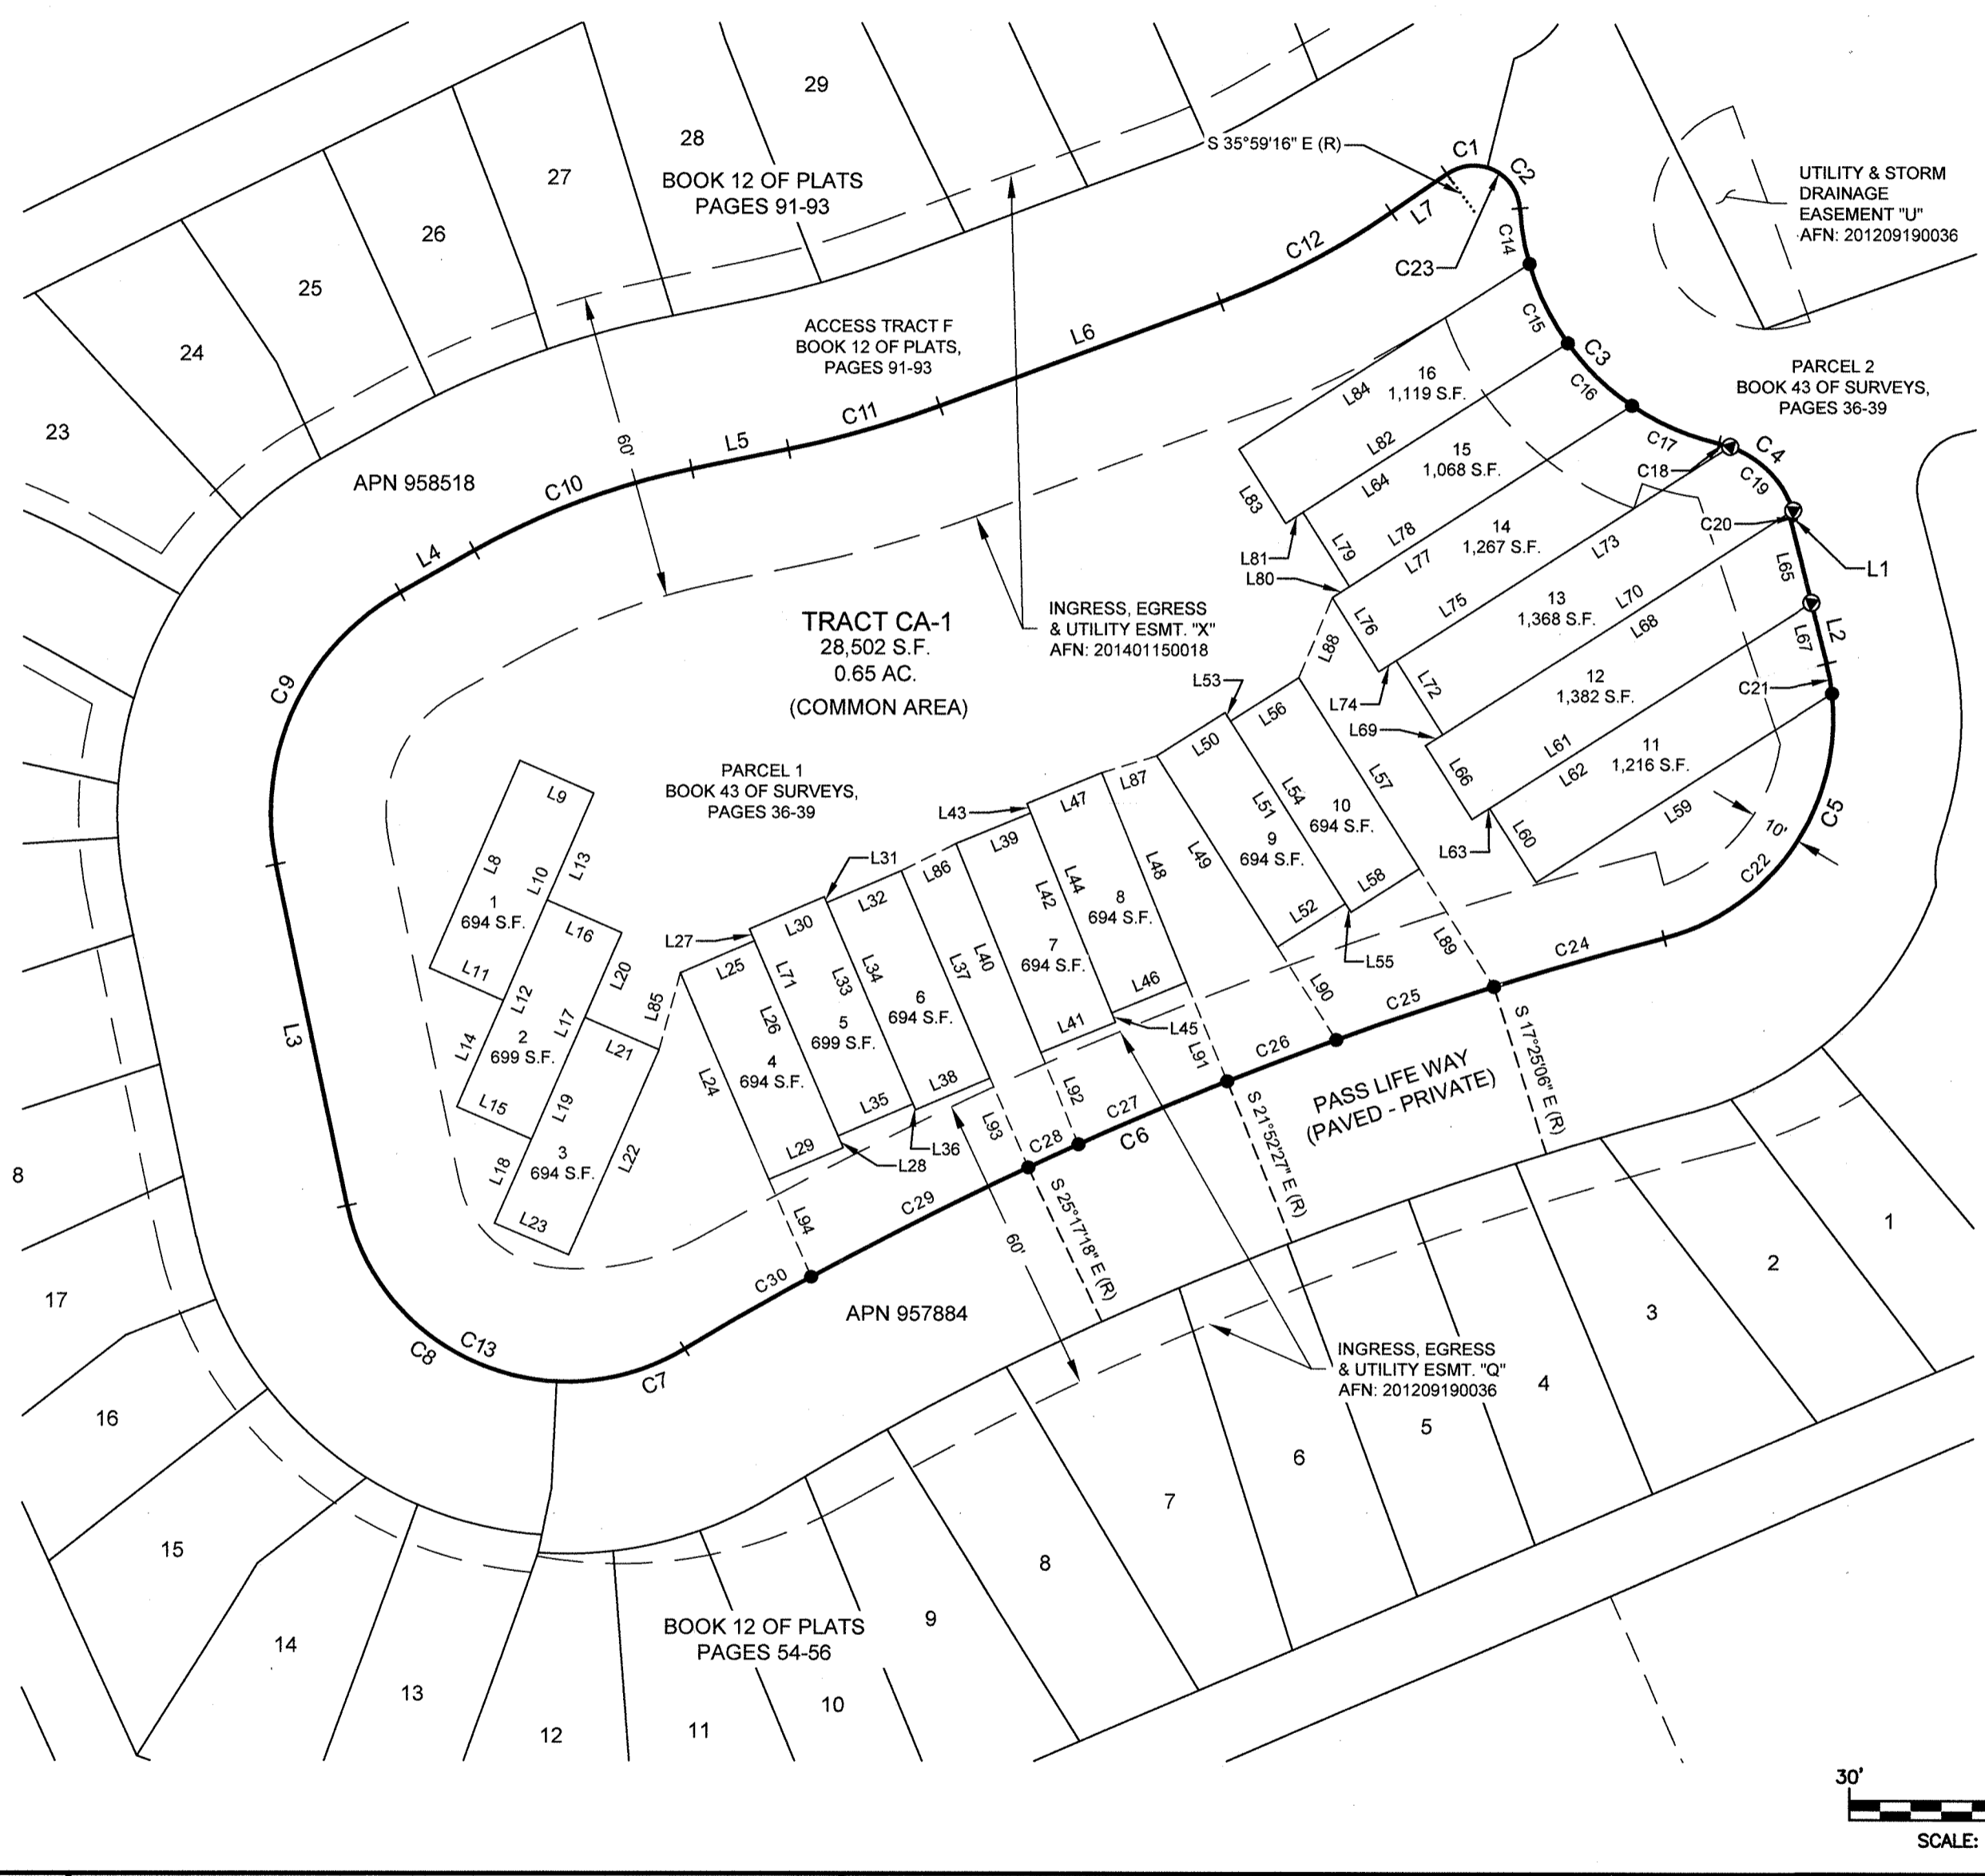 29
28
BOOK 12 OF PLATS
PAGES 91-93
27
26
25
24
23
S 35°59'16" E (R)
C1
C2
L7
C12
C14
C23
UTILITY & STORM
DRAINAGE
EASEMENT "U"
AFN: 201209190036
ACCESS TRACT F
BOOK 12 OF PLATS,
PAGES 91-93
L6
C15
C3
C16
PARCEL 2
BOOK 43 OF SURVEYS,
PAGES 36-39
16
1,119 S.F.
L84
L82
C11
L5
60'
C10
APN 958518
C17
C4
C18
C19
15
1,068 S.F.
L64
L83
C20
L4
L81
L79
L78
14
1,267 S.F.
L77
L73
L80
L65
L1
TRACT CA-1
28,502 S.F.
0.65 AC.
(COMMON AREA)
INGRESS, EGRESS
& UTILITY ESMT. "X"
AFN: 201401150018
L75
L76
13
1,368 S.F.
L70
L68
L88
L67
L2
C9
L53
L74
L72
12
1,382 S.F.
C21
L69
L56
L50
L61
11
1,216 S.F.
L62
L66
PARCEL 1
BOOK 43 OF SURVEYS,
PAGES 36-39
L9
L87
L47
L43
L57
L54
L51
10
694 S.F.
L59
10'
C5
L63
L60
C22
L8
L10
L13
L39
L86
L31
L32
L49
L48
L44
L42
9
694 S.F.
L58
1
694 S.F.
L16
L30
L27
8
694 S.F.
L52
L89
C24
L11
L12
L20
L25
L71
L33
L34
L37
L40
7
694 S.F.
L55
L46
L90
C25
L3
L14
L17
L85
L26
5
699 S.F.
6
694 S.F.
L41
L45
2
699 S.F.
L21
4
694 S.F.
L24
L91
C26
S 17°25'06" E (R)
L15
L19
L38
L35
L92
C27
PASS LIFE WAY
(PAVED - PRIVATE)
L93
C28
C6
S 21°52'27" E (R)
L18
3
694 S.F.
L22
L29
L36
L28
8
L23
L94
C29
60'
S 25°17'18" E (R)
C30
APN 957884
17
1
2
3
C13
C8
C7
INGRESS, EGRESS
& UTILITY ESMT. "Q"
AFN: 201209190036
4
16
5
6
7
15
8
BOOK 12 OF PLATS
PAGES 54-56
9
14
13
12
11
10
30'
SCALE: